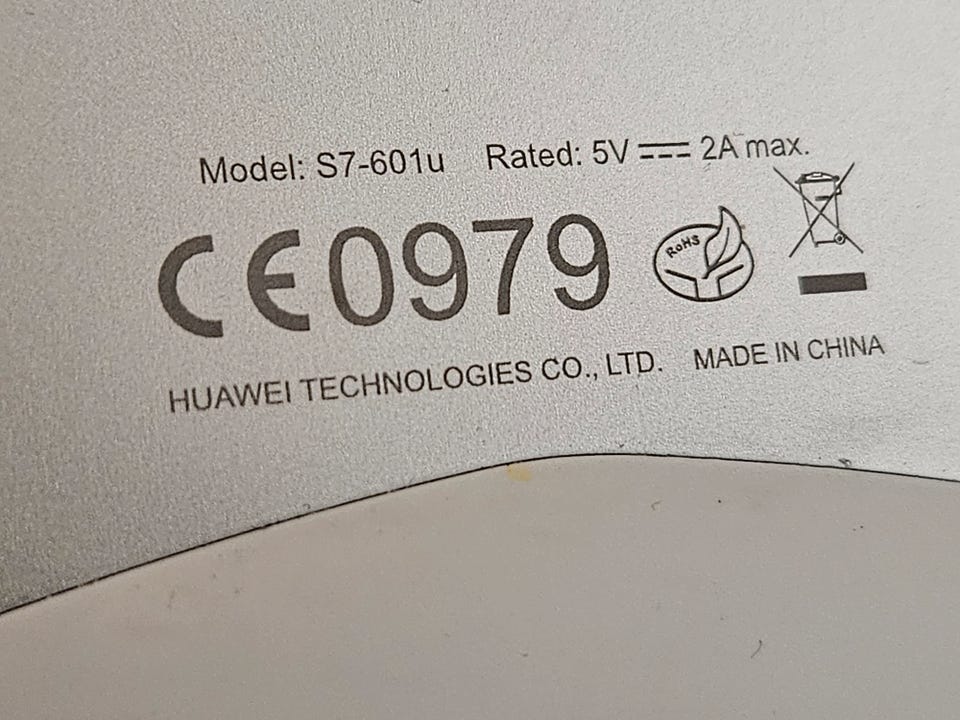 Model: S7-601u Rated: 5V ⎓ 2A max.
CE0979 RoHS
HUAWEI TECHNOLOGIES CO., LTD. MADE IN CHINA